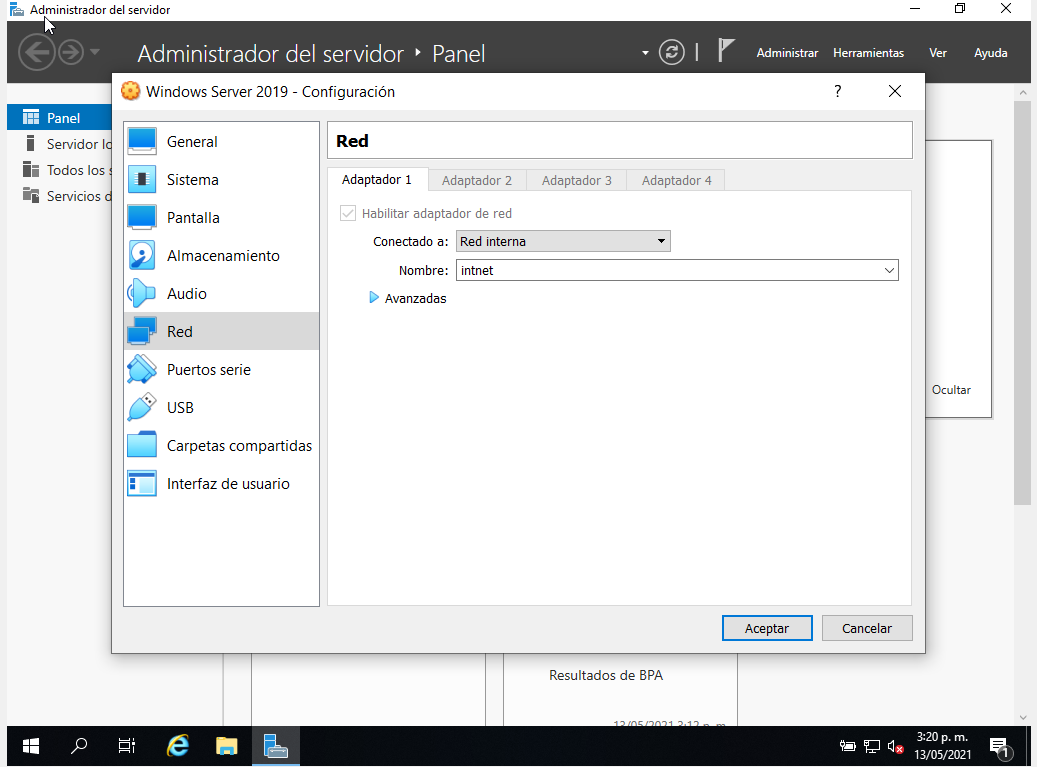 Administrador del servidor
Administrador del servidor ‣ Panel
Administrar Herramientas Ver Ayuda
Windows Server 2019 - Configuración
?
Panel
Servidor lo
Todos los s
Servicios d
General
Sistema
Pantalla
Almacenamiento
Audio
Red
Puertos serie
USB
Carpetas compartidas
Interfaz de usuario
Red
Adaptador 1 Adaptador 2 Adaptador 3 Adaptador 4
Habilitar adaptador de red
Conectado a: Red interna
Nombre: intnet
Avanzadas
Ocultar
Aceptar Cancelar
Resultados de BPA
13/05/2021 3:12 p. m.
3:20 p. m.
13/05/2021
1